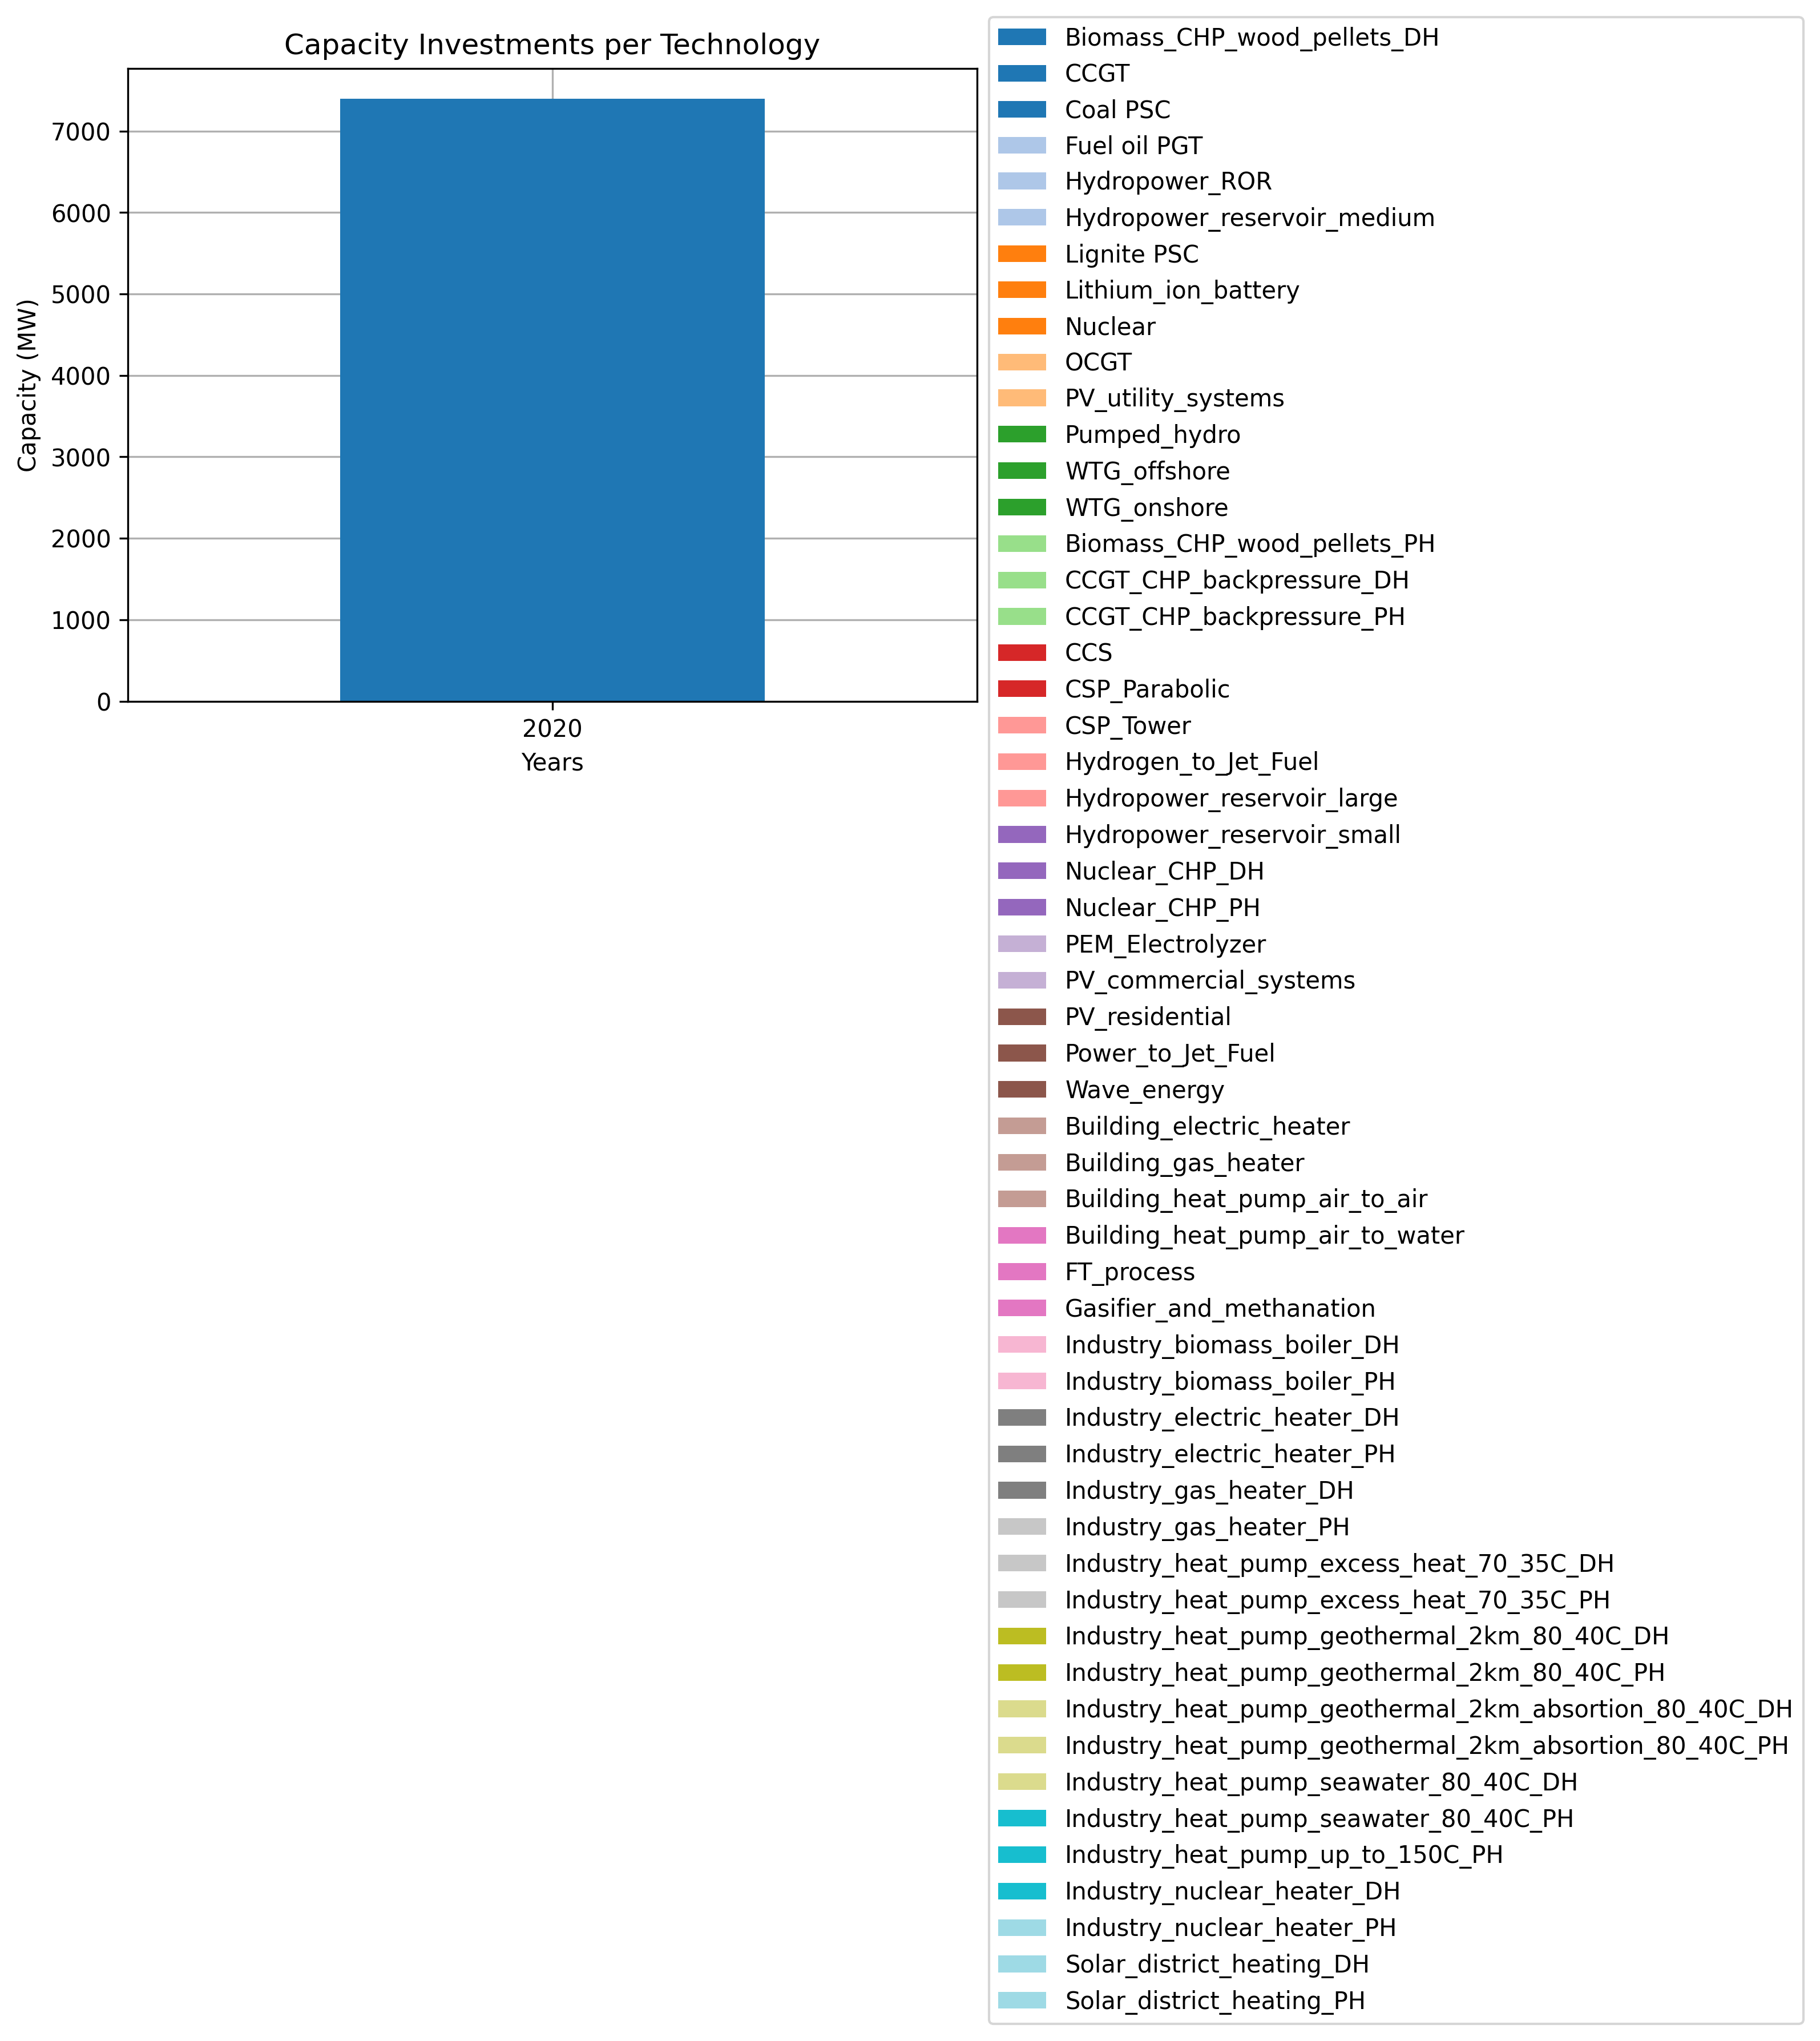 Capacity Investments per Technology
Capacity (MW)
7000
6000
5000
4000
3000
2000
1000
0
2020
Years
Biomass_CHP_wood_pellets_DH
CCGT
Coal PSC
Fuel oil PGT
Hydropower_ROR
Hydropower_reservoir_medium
Lignite PSC
Lithium_ion_battery
Nuclear
OCGT
PV_utility_systems
Pumped_hydro
WTG_offshore
WTG_onshore
Biomass_CHP_wood_pellets_PH
CCGT_CHP_backpressure_DH
CCGT_CHP_backpressure_PH
CCS
CSP_Parabolic
CSP_Tower
Hydrogen_to_Jet_Fuel
Hydropower_reservoir_large
Hydropower_reservoir_small
Nuclear_CHP_DH
Nuclear_CHP_PH
PEM_Electrolyzer
PV_commercial_systems
PV_residential
Power_to_Jet_Fuel
Wave_energy
Building_electric_heater
Building_gas_heater
Building_heat_pump_air_to_air
Building_heat_pump_air_to_water
FT_process
Gasifier_and_methanation
Industry_biomass_boiler_DH
Industry_biomass_boiler_PH
Industry_electric_heater_DH
Industry_electric_heater_PH
Industry_gas_heater_DH
Industry_gas_heater_PH
Industry_heat_pump_excess_heat_70_35C_DH
Industry_heat_pump_excess_heat_70_35C_PH
Industry_heat_pump_geothermal_2km_80_40C_DH
Industry_heat_pump_geothermal_2km_80_40C_PH
Industry_heat_pump_geothermal_2km_absortion_80_40C_DH
Industry_heat_pump_geothermal_2km_absortion_80_40C_PH
Industry_heat_pump_seawater_80_40C_DH
Industry_heat_pump_seawater_80_40C_PH
Industry_heat_pump_up_to_150C_PH
Industry_nuclear_heater_DH
Industry_nuclear_heater_PH
Solar_district_heating_DH
Solar_district_heating_PH